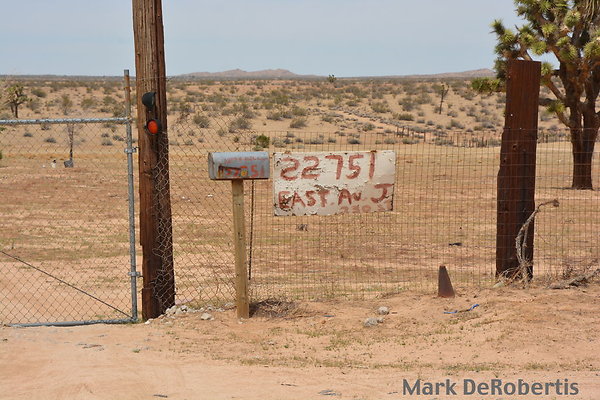 22751
EAST AV J.
Mark DeRobertis